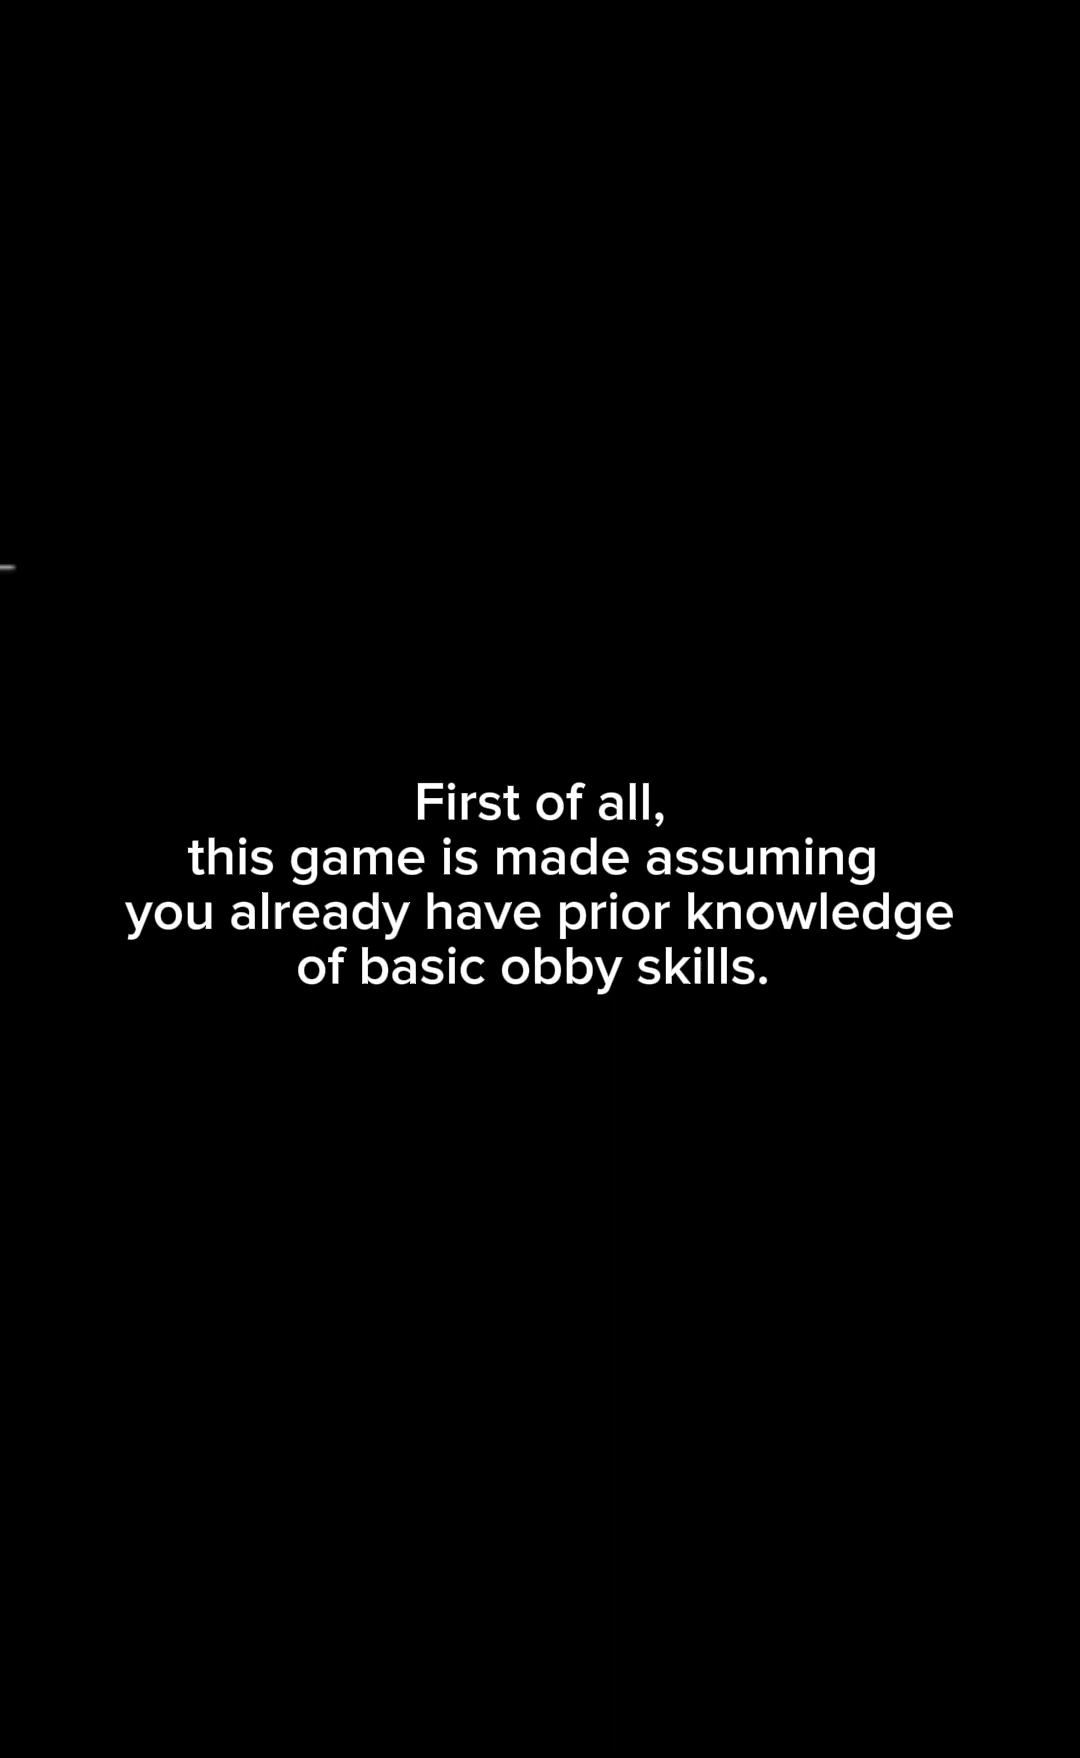 First of all,
this game is made assuming
you already have prior knowledge
of basic obby skills.